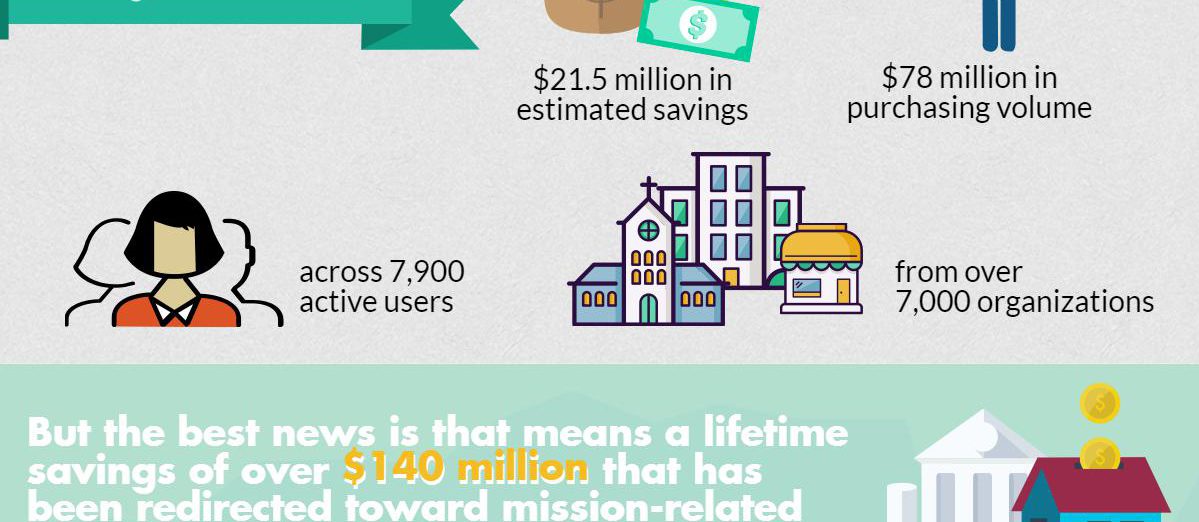 $21.5 million in
estimated savings
$78 million in
purchasing volume
across 7,900
active users
from over
7,000 organizations
But the best news is that means a lifetime
savings of over $140 million that has
been redirected toward mission-related